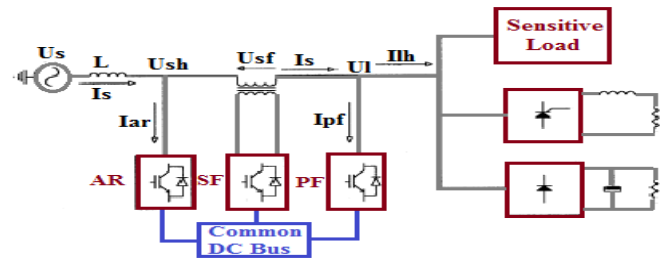 Us
L
Is
Ush
Usf
Is
Ul
Ilh
Iar
Ipf
AR
SF
PF
Common
DC Bus
Sensitive
Load